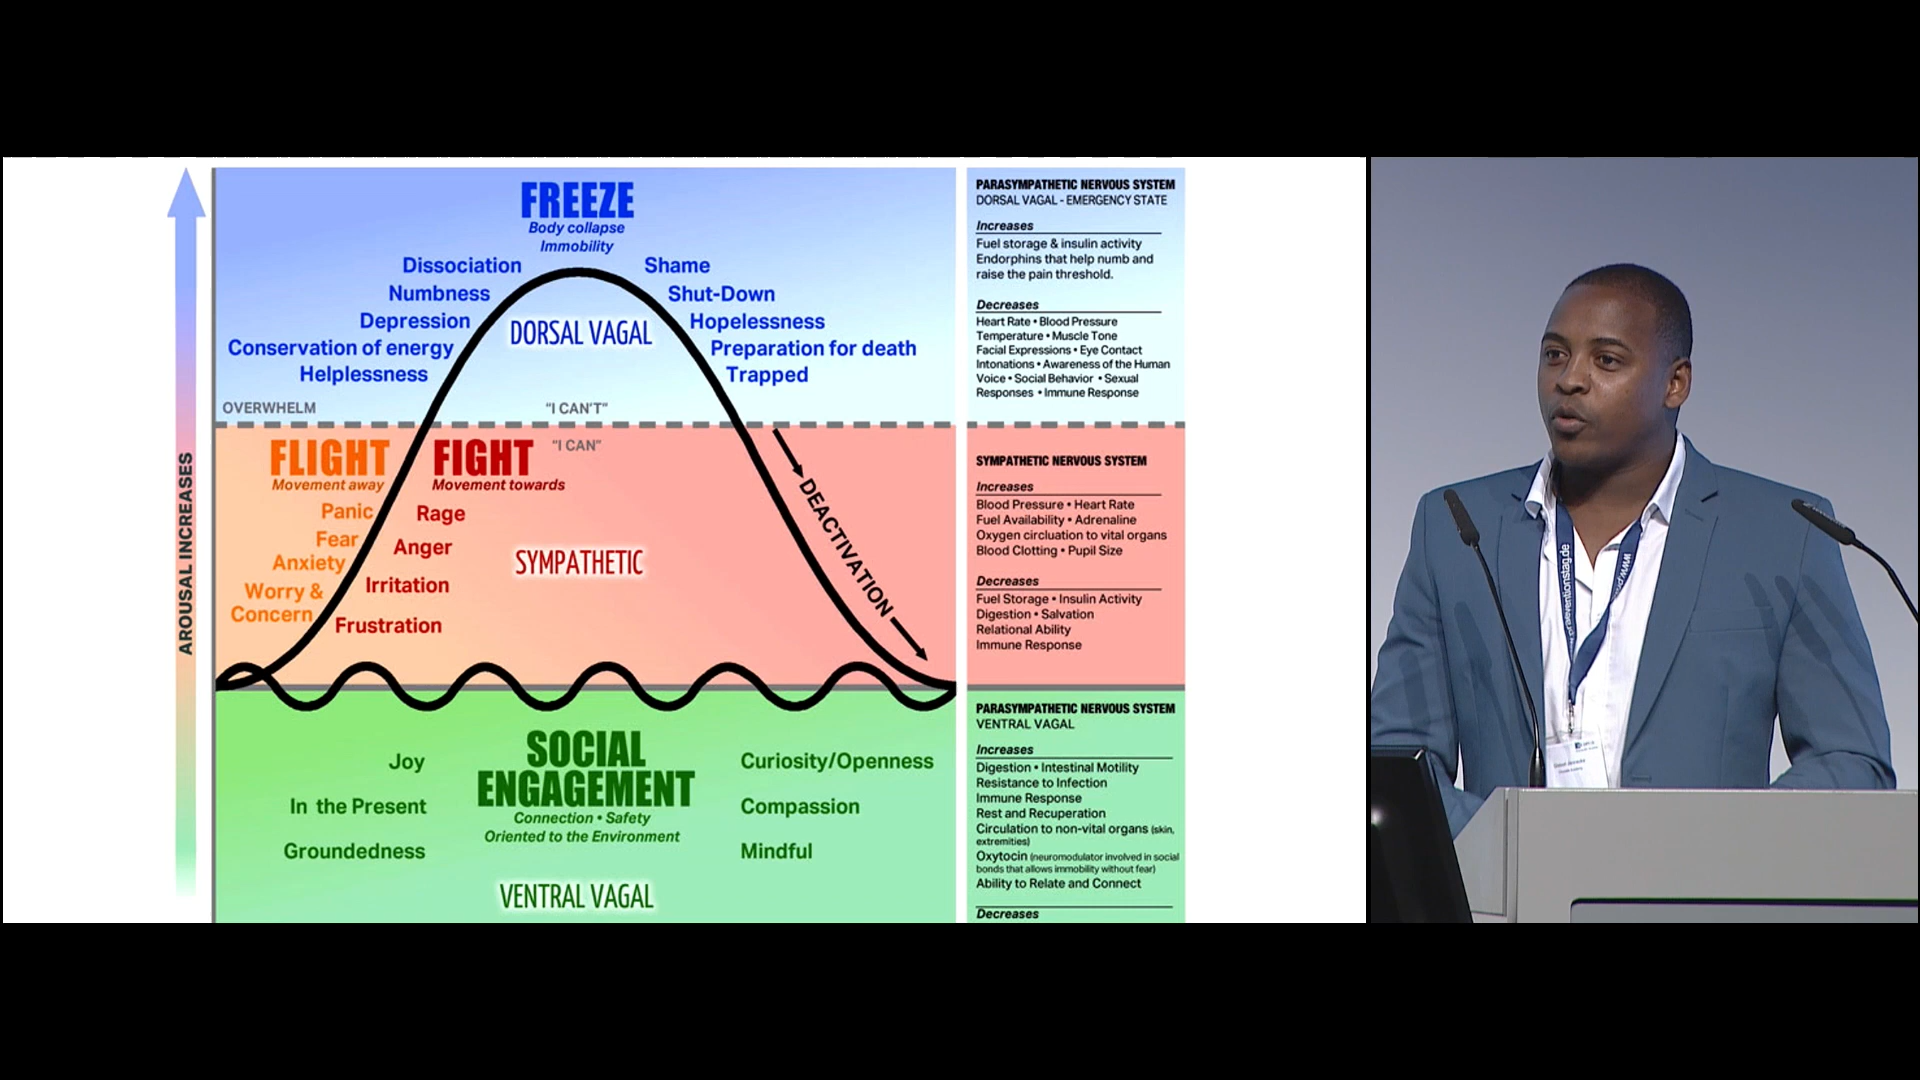 FREEZE
Body collapse
Immobility
Dissociation
Shame
Numbness
Shut-Down
Depression
Hopelessness
DORSAL VAGAL
Conservation of energy
Preparation for death
Helplessness
Trapped
OVERWHELM
"I CAN'T"
"I CAN"
FLIGHT
Movement away
FIGHT
Movement towards
Panic
Rage
Fear
Anger
Anxiety
Irritation
Worry &
Concern
Frustration
SYMPATHETIC
DEACTIVATION
AROUSAL INCREASES
SOCIAL
ENGAGEMENT
Connection • Safety
Oriented to the Environment
Joy
Curiosity/Openness
In the Present
Compassion
Groundedness
Mindful
VENTRAL VAGAL
PARASYMPATHETIC NERVOUS SYSTEM
DORSAL VAGAL - EMERGENCY STATE
Increases
Fuel storage & insulin activity
Endorphins that help numb and
raise the pain threshold.
Decreases
Heart Rate • Blood Pressure
Temperature • Muscle Tone
Facial Expressions • Eye Contact
Intonations • Awareness of the Human
Voice • Social Behavior • Sexual
Responses • Immune Response
SYMPATHETIC NERVOUS SYSTEM
Increases
Blood Pressure • Heart Rate
Fuel Availability • Adrenaline
Oxygen circluation to vital organs
Blood Clotting • Pupil Size
Decreases
Fuel Storage • Insulin Activity
Digestion • Salvation
Relational Ability
Immune Response
PARASYMPATHETIC NERVOUS SYSTEM
VENTRAL VAGAL
Increases
Digestion • Intestinal Motility
Resistance to Infection
Immune Response
Rest and Recuperation
Circulation to non-vital organs (skin,
extremities)
Oxytocin (neuromodulator involved in social
bonds that allows immobility without fear)
Ability to Relate and Connect
Decreases